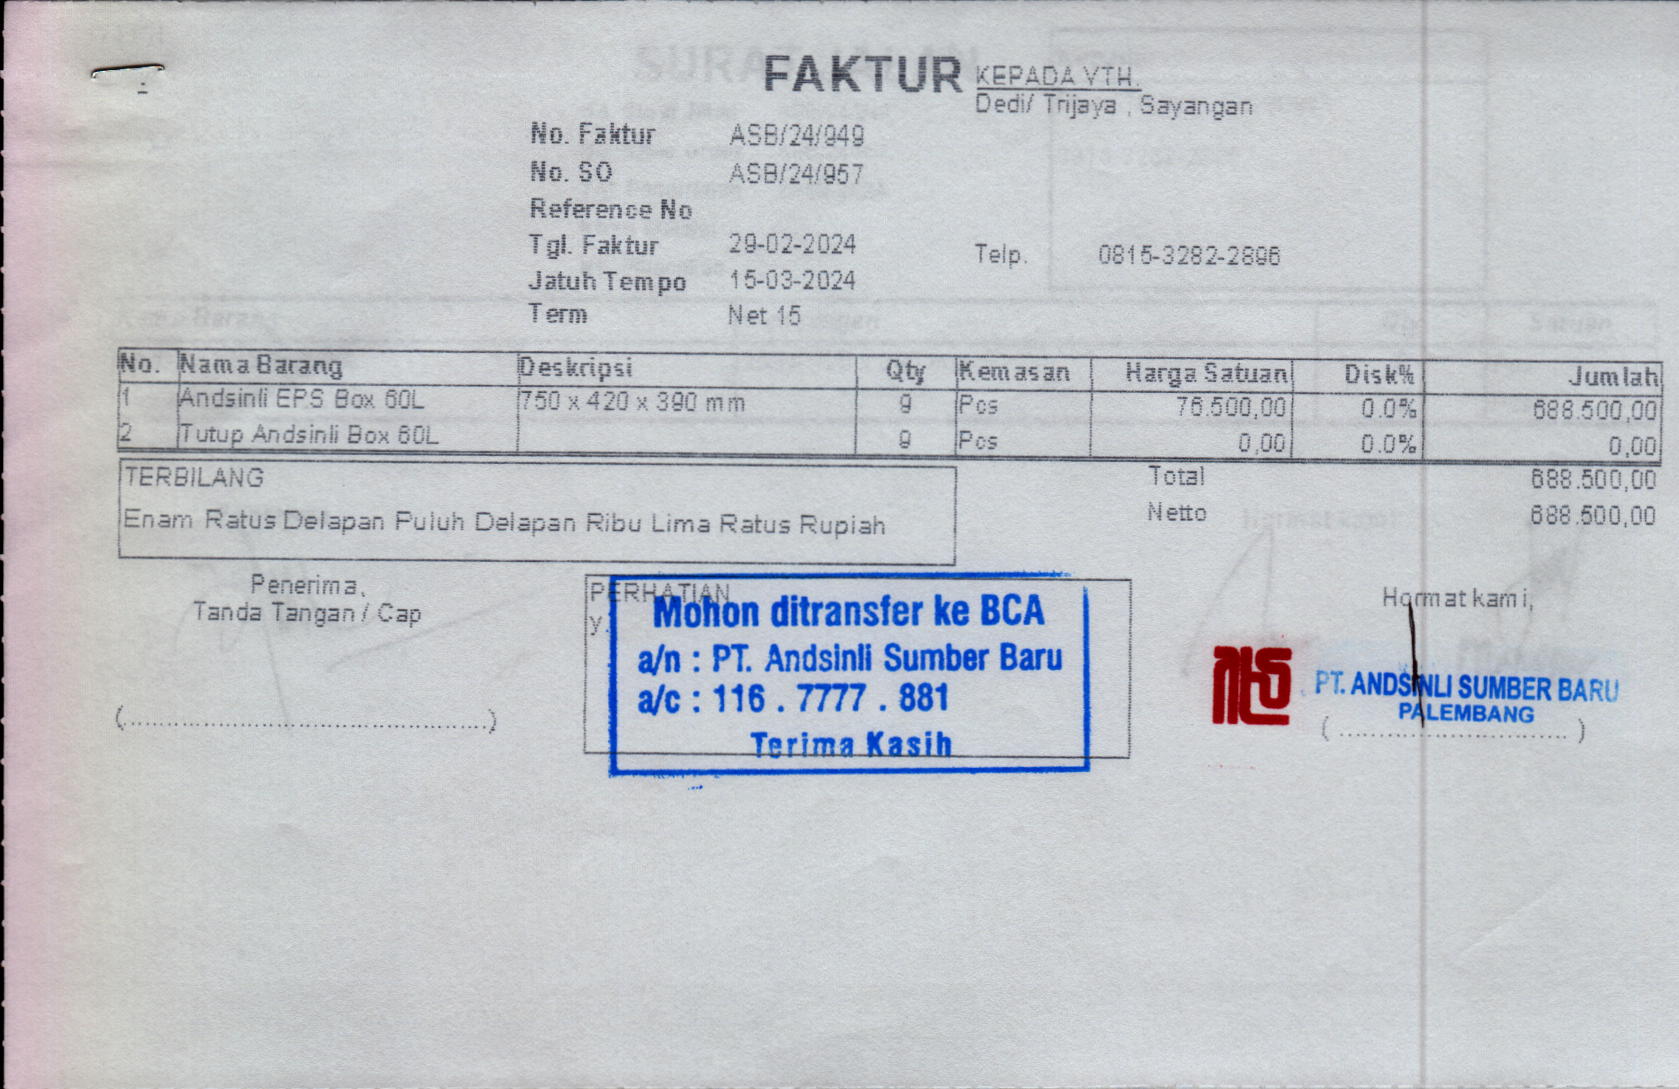 FAKTUR
KEPADA YTH.
Dedi/ Trijaya , Sayangan
No. Faktur ASB/24/949
No. SO ASB/24/957
Reference No
Tgl. Faktur 29-02-2024
Telp. 0815-3282-2896
Jatuh Tempo 15-03-2024
Term Net 15
No. Nama Barang Deskripsi Qty Kemasan Harga Satuan Disk% Jumlah
1 Andsinli EPS Box 60L 750 x 420 x 390 mm 9 Pcs 76.500,00 0.0% 688.500,00
2 Tutup Andsinli Box 60L 9 Pcs 0,00 0.0% 0,00
TERBILANG
Enam Ratus Delapan Puluh Delapan Ribu Lima Ratus Rupiah
Total 688.500,00
Netto 688.500,00
Penerima,
Tanda Tangan / Cap
(........................................................)
PERHATIAN
y.
Mohon ditransfer ke BCA
a/n : PT. Andsinli Sumber Baru
a/c : 116 . 7777 . 881
Terima Kasih
Hormat kami,
PT. ANDSINLI SUMBER BARU
PALEMBANG
( .................................. )